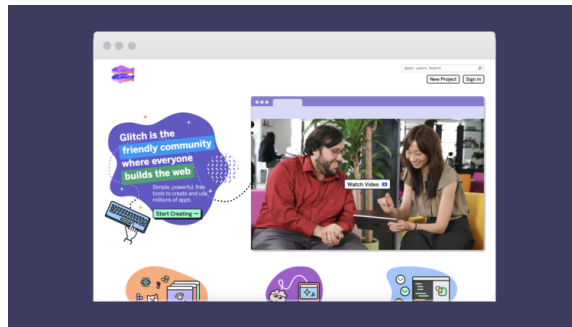 apps, users, teams
New Project
Sign in
Glitch is the
friendly community
where everyone
builds the web
Simple, powerful, free
tools to create and use
millions of apps.
Start Creating →
Watch Video